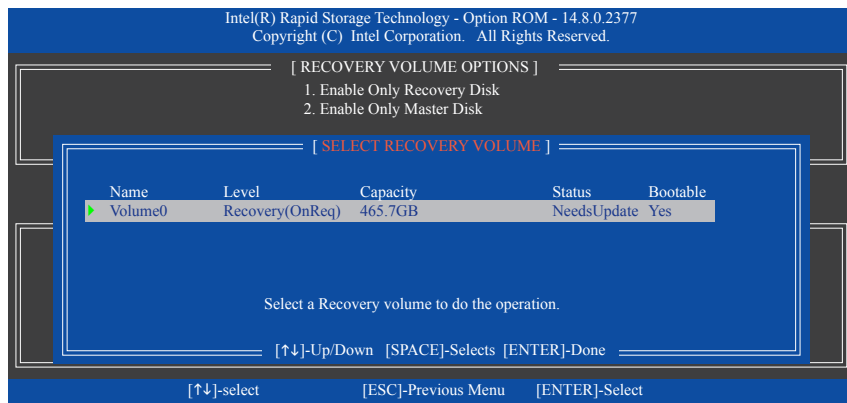 Intel(R) Rapid Storage Technology - Option ROM - 14.8.0.2377
Copyright (C) Intel Corporation. All Rights Reserved.
[ RECOVERY VOLUME OPTIONS ]
1. Enable Only Recovery Disk
2. Enable Only Master Disk
[ SELECT RECOVERY VOLUME ]
Name Level Capacity Status Bootable
Volume0 Recovery(OnReq) 465.7GB NeedsUpdate Yes
Select a Recovery volume to do the operation.
[↑↓]-Up/Down [SPACE]-Selects [ENTER]-Done
[↑↓]-select [ESC]-Previous Menu [ENTER]-Select